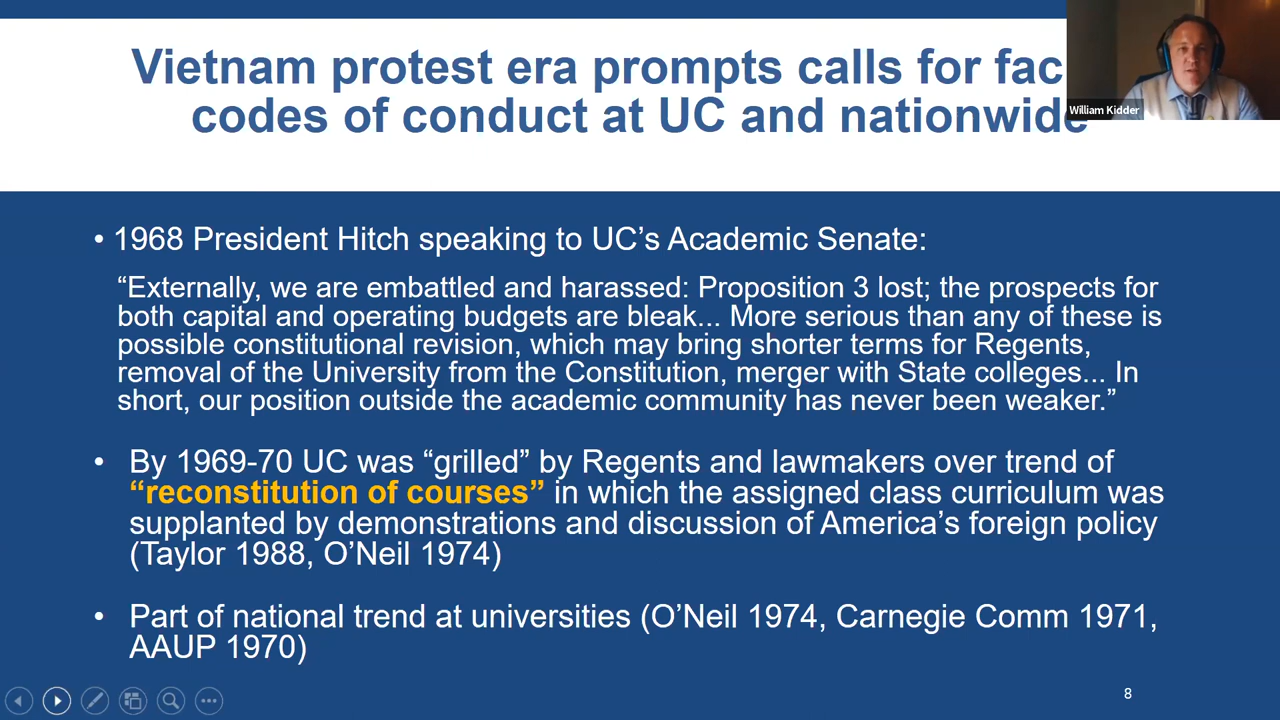 Vietnam protest era prompts calls for fac
codes of conduct at UC and nationwide
William Kidder
• 1968 President Hitch speaking to UC’s Academic Senate:
“Externally, we are embattled and harassed: Proposition 3 lost; the prospects for
both capital and operating budgets are bleak... More serious than any of these is
possible constitutional revision, which may bring shorter terms for Regents,
removal of the University from the Constitution, merger with State colleges... In
short, our position outside the academic community has never been weaker.”
• By 1969-70 UC was “grilled” by Regents and lawmakers over trend of
“reconstitution of courses” in which the assigned class curriculum was
supplanted by demonstrations and discussion of America’s foreign policy
(Taylor 1988, O’Neil 1974)
• Part of national trend at universities (O’Neil 1974, Carnegie Comm 1971,
AAUP 1970)
8